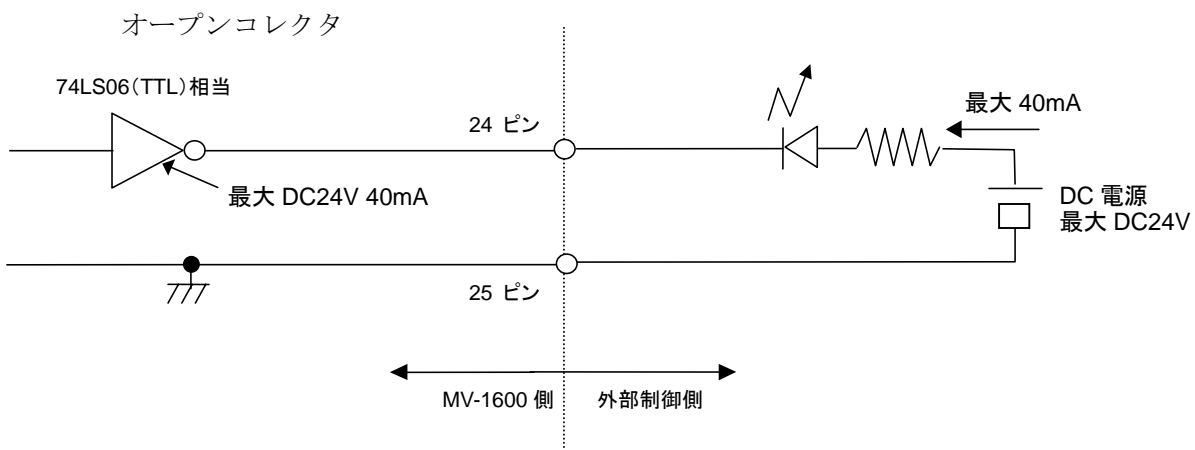 オープンコレクタ
74LS06(TTL)相当
24 ピン
最大 40mA
最大 DC24V 40mA
DC 電源
最大 DC24V
25 ピン
MV-1600 側
外部制御側